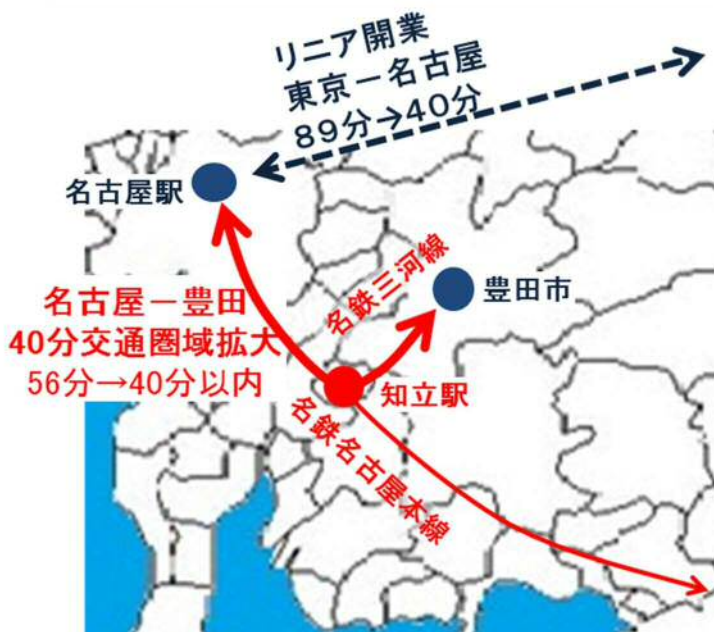 リニア開業
東京－名古屋
89分→40分
名古屋駅
名鉄三河線
豊田市
名古屋－豊田
40分交通圏域拡大
56分→40分以内
知立駅
名鉄名古屋本線